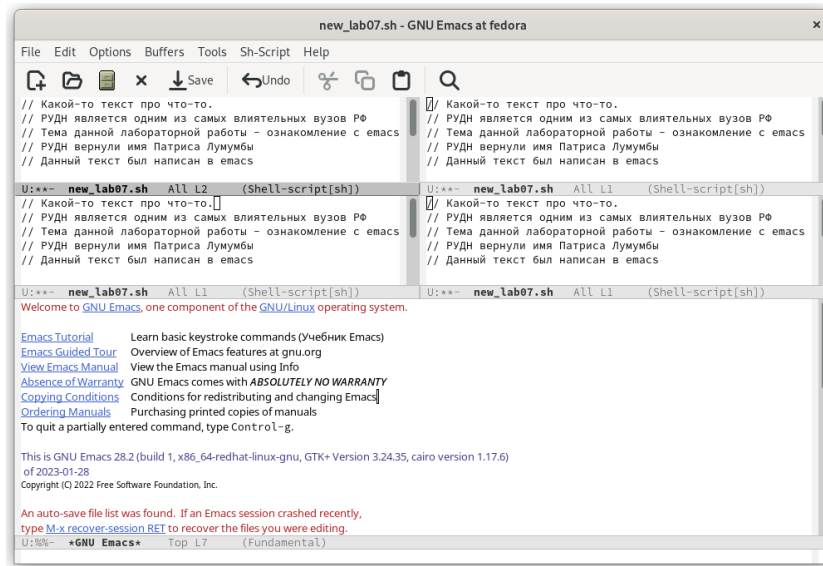 new_lab07.sh - GNU Emacs at fedora
File Edit Options Buffers Tools Sh-Script Help
Save Undo
// Какой-то текст про что-то.
// РУДН является одним из самых влиятельных вузов РФ
// Тема данной лабораторной работы - ознакомление с emacs
// РУДН вернули имя Патриса Лумумбы
// Данный текст был написан в emacs
U:**- new_lab07.sh All L2 (Shell-script[sh])
// Какой-то текст про что-то.
// РУДН является одним из самых влиятельных вузов РФ
// Тема данной лабораторной работы - ознакомление с emacs
// РУДН вернули имя Патриса Лумумбы
// Данный текст был написан в emacs
U:**- new_lab07.sh All L1 (Shell-script[sh])
// Какой-то текст про что-то.
// РУДН является одним из самых влиятельных вузов РФ
// Тема данной лабораторной работы - ознакомление с emacs
// РУДН вернули имя Патриса Лумумбы
// Данный текст был написан в emacs
U:**- new_lab07.sh All L1 (Shell-script[sh])
// Какой-то текст про что-то.
// РУДН является одним из самых влиятельных вузов РФ
// Тема данной лабораторной работы - ознакомление с emacs
// РУДН вернули имя Патриса Лумумбы
// Данный текст был написан в emacs
U:**- new_lab07.sh All L1 (Shell-script[sh])
Welcome to GNU Emacs, one component of the GNU/Linux operating system.
Emacs Tutorial Learn basic keystroke commands (Учебник Emacs)
Emacs Guided Tour Overview of Emacs features at gnu.org
View Emacs Manual View the Emacs manual using Info
Absence of Warranty GNU Emacs comes with ABSOLUTELY NO WARRANTY
Copying Conditions Conditions for redistributing and changing Emacs
Ordering Manuals Purchasing printed copies of manuals
To quit a partially entered command, type Control-g.
This is GNU Emacs 28.2 (build 1, x86_64-redhat-linux-gnu, GTK+ Version 3.24.35, cairo version 1.17.6)
of 2023-01-28
Copyright (C) 2022 Free Software Foundation, Inc.
An auto-save file list was found. If an Emacs session crashed recently,
type M-x recover-session RET to recover the files you were editing.
U:%%- *GNU Emacs* Top L7 (Fundamental)